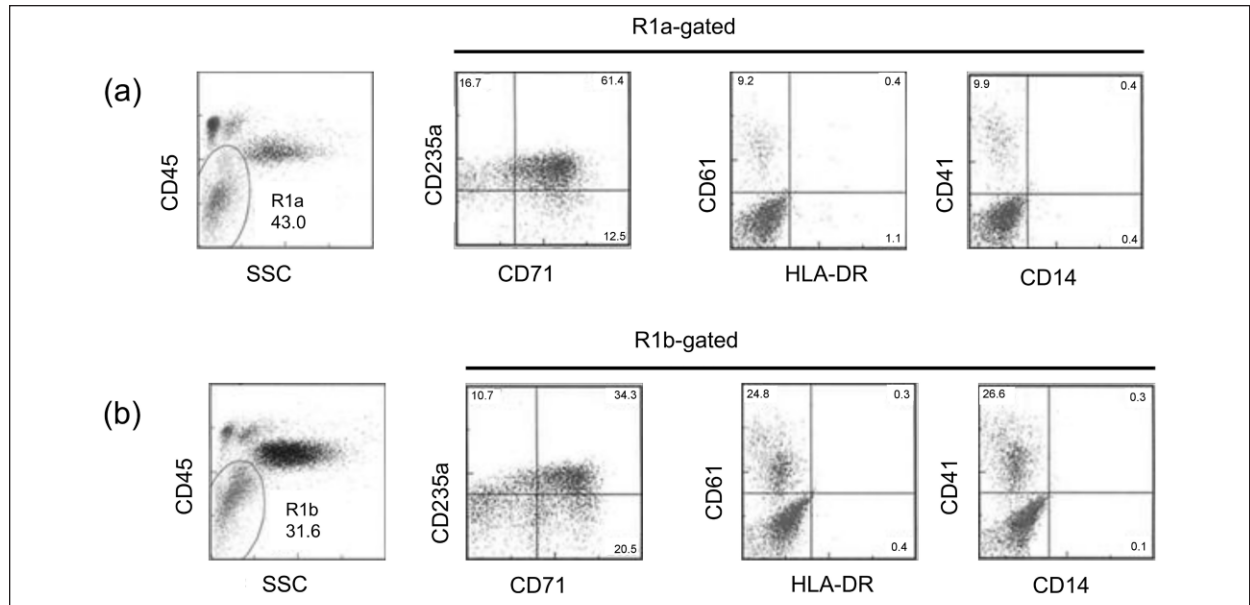 R1a-gated
(a)
CD45
R1a
43.0
SSC
CD235a
16.7 61.4
12.5
CD71
CD61
9.2 0.4
1.1
HLA-DR
CD41
9.9 0.4
0.4
CD14
R1b-gated
(b)
CD45
R1b
31.6
SSC
CD235a
10.7 34.3
20.5
CD71
CD61
24.8 0.3
0.4
HLA-DR
CD41
26.6 0.3
0.1
CD14